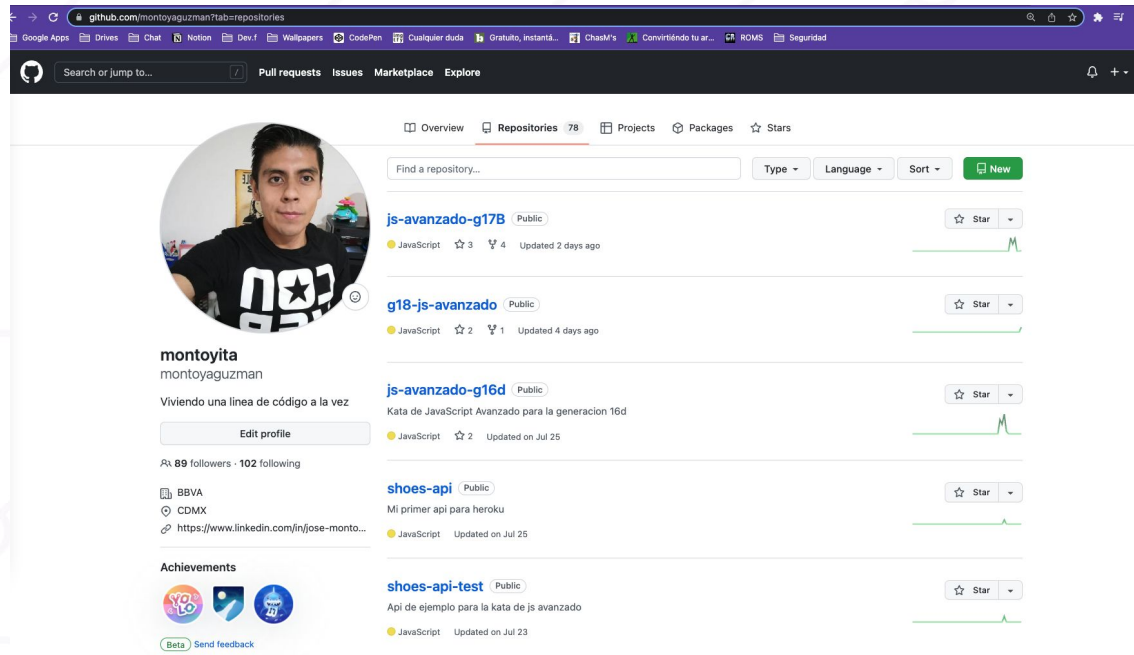 github.com/montoyaguzman?tab=repositories
Google Apps Drives Chat Notion Dev.f Wallpapers CodePen Cualquier duda Gratuito, instantá... ChasM's Convirtiéndo tu ar... ROMS Seguridad
Search or jump to... / Pull requests Issues Marketplace Explore
Overview Repositories 78 Projects Packages Stars
Find a repository... Type Language Sort New
js-avanzado-g17B Public Star
JavaScript 3 4 Updated 2 days ago
g18-js-avanzado Public Star
JavaScript 2 1 Updated 4 days ago
montoyita
montoyaguzman
Viviendo una linea de código a la vez
Edit profile
89 followers · 102 following
BBVA
CDMX
https://www.linkedin.com/in/jose-monto...
Achievements
YOLO
Beta Send feedback
js-avanzado-g16d Public Star
Kata de JavaScript Avanzado para la generacion 16d
JavaScript 2 Updated on Jul 25
shoes-api Public Star
Mi primer api para heroku
JavaScript Updated on Jul 25
shoes-api-test Public Star
Api de ejemplo para la kata de js avanzado
JavaScript Updated on Jul 23